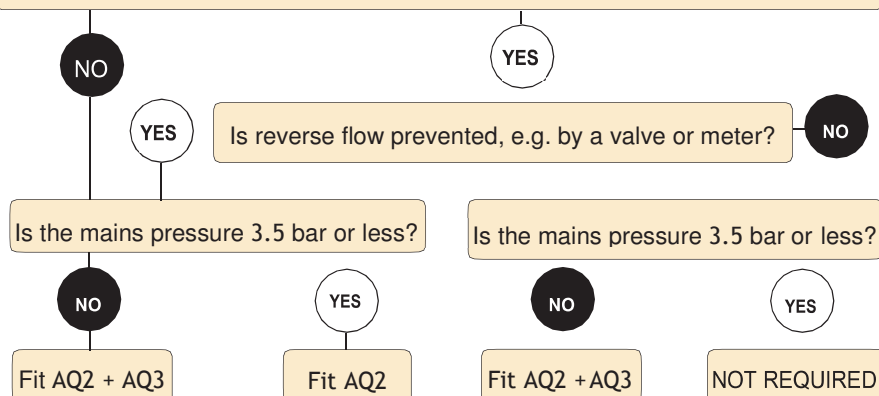 NO
YES
YES
Is reverse flow prevented, e.g. by a valve or meter?
NO
Is the mains pressure 3.5 bar or less?
Is the mains pressure 3.5 bar or less?
NO
YES
NO
YES
Fit AQ2 + AQ3
Fit AQ2
Fit AQ2 +AQ3
NOT REQUIRED